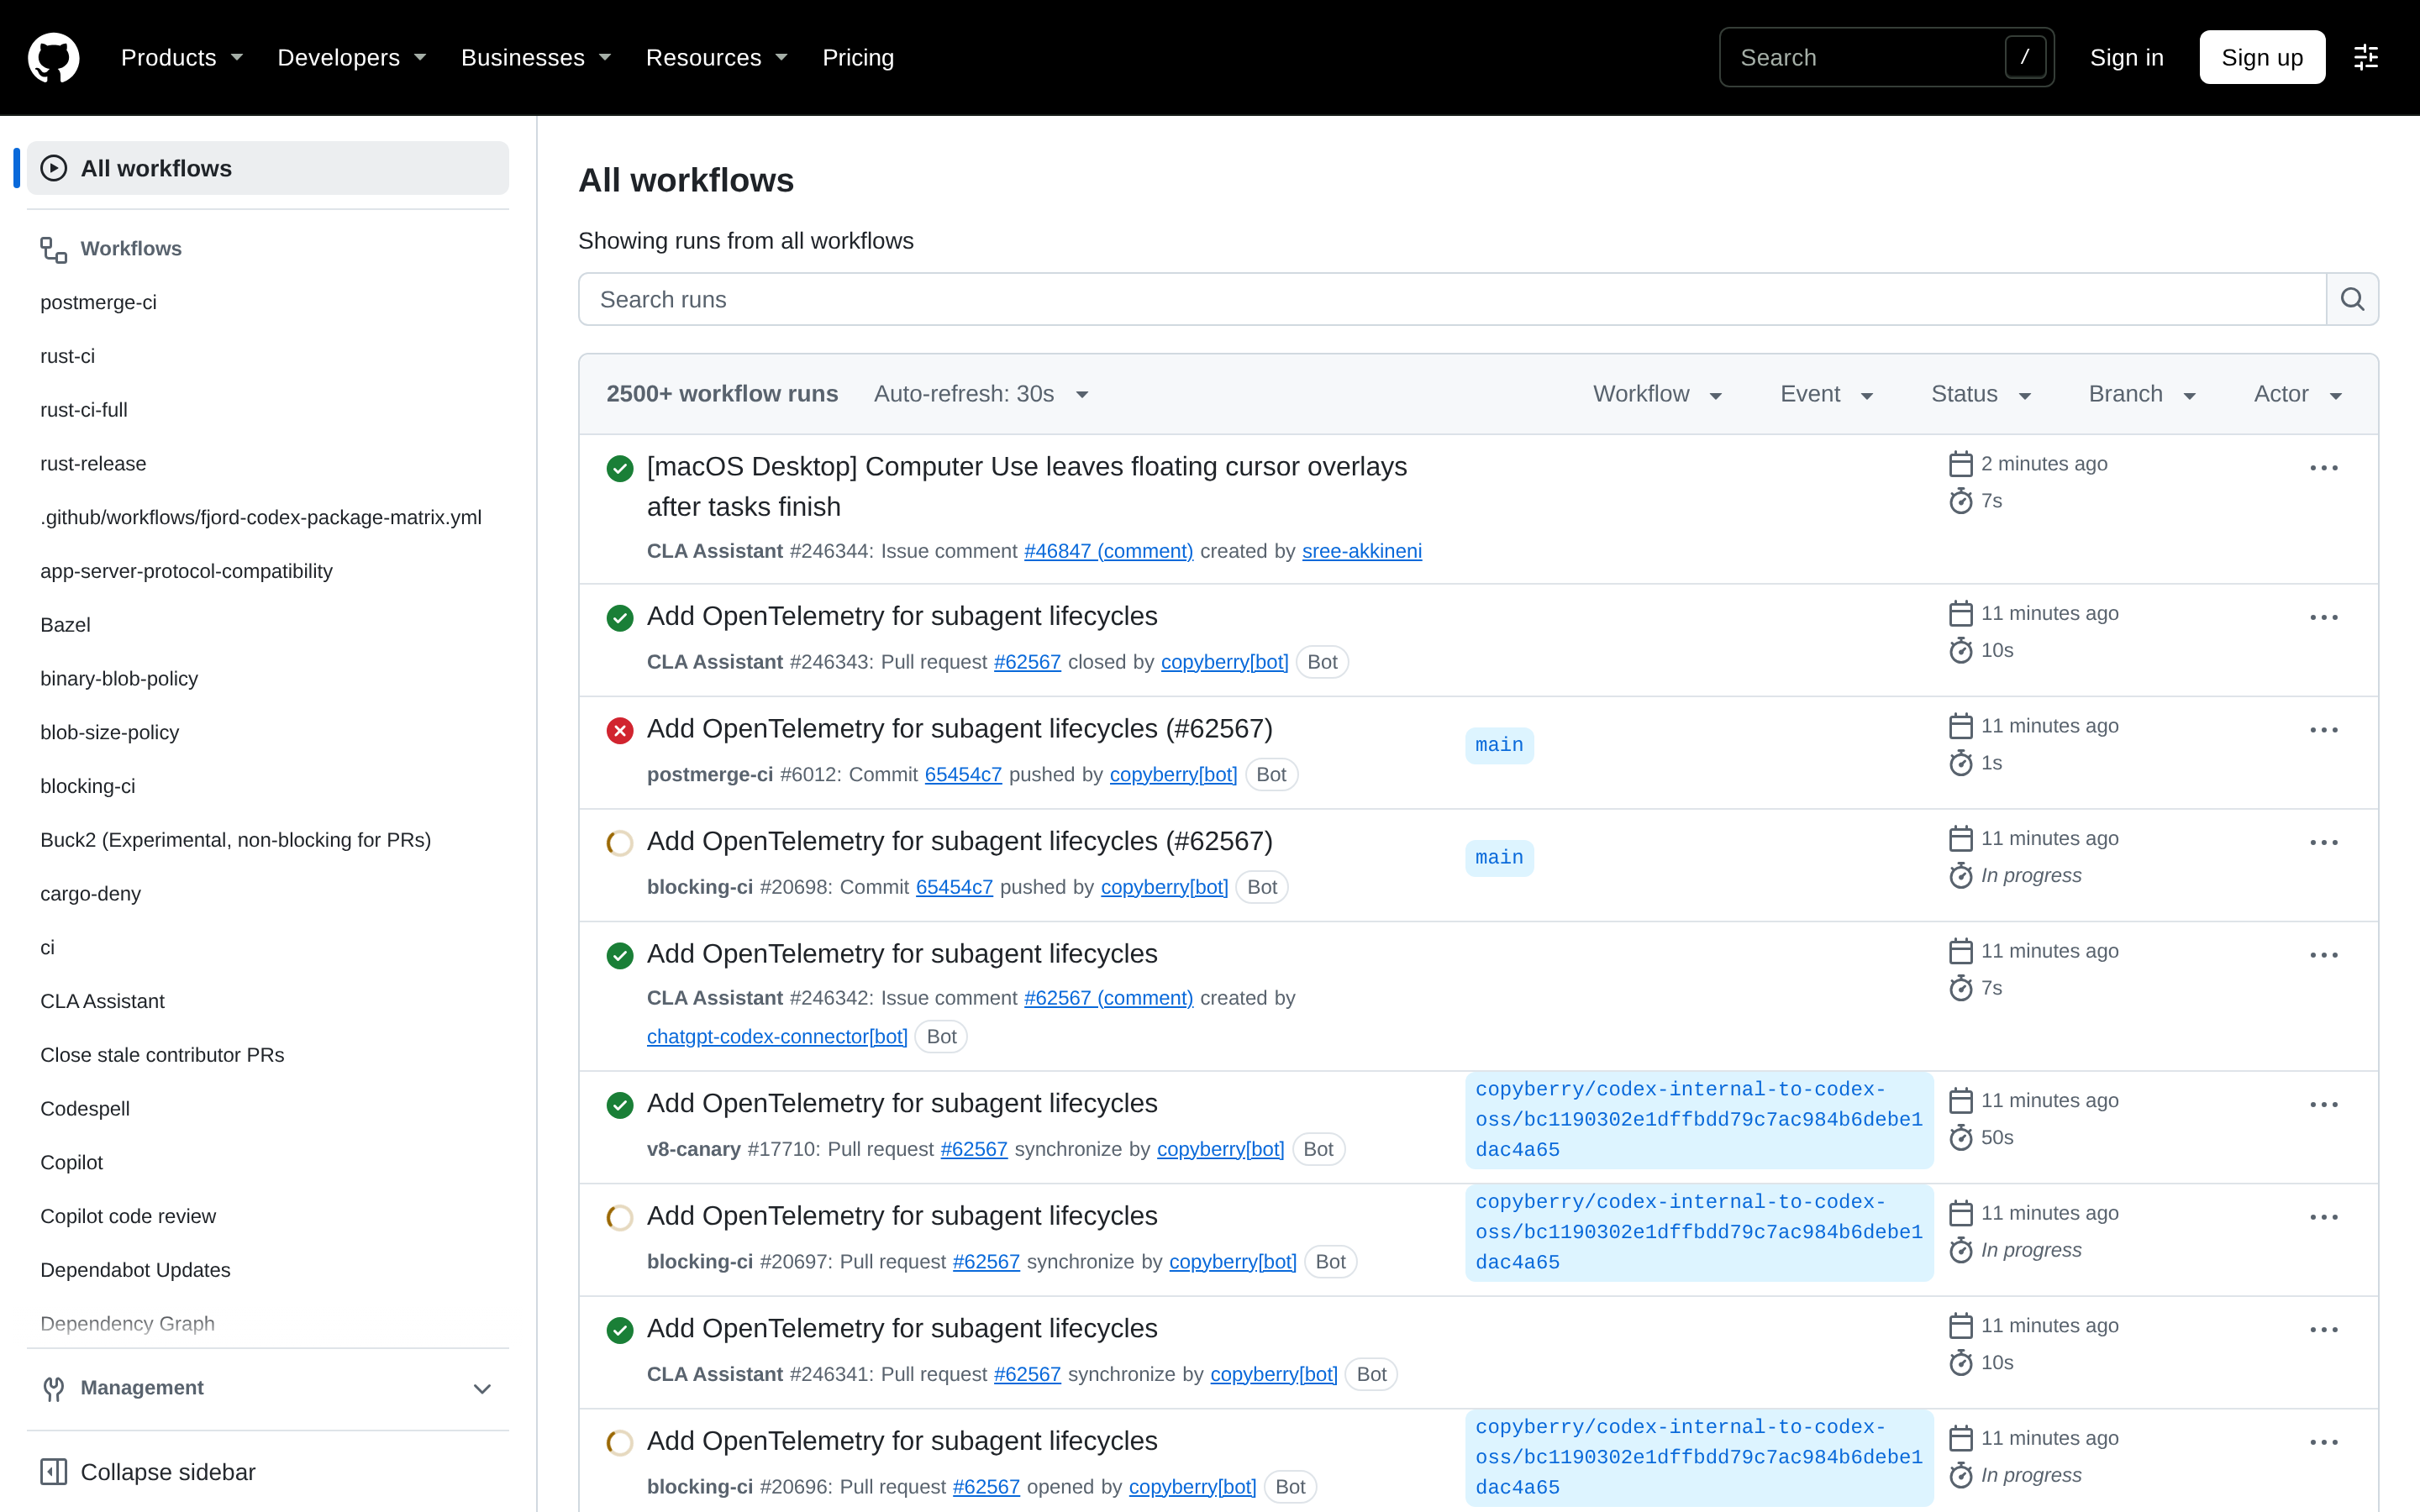 Products Developers Businesses Resources Pricing Search / Sign in Sign up
All workflows
Workflows
postmerge-ci
rust-ci
rust-ci-full
rust-release
.github/workflows/fjord-codex-package-matrix.yml
app-server-protocol-compatibility
Bazel
binary-blob-policy
blob-size-policy
blocking-ci
Buck2 (Experimental, non-blocking for PRs)
cargo-deny
ci
CLA Assistant
Close stale contributor PRs
Codespell
Copilot
Copilot code review
Dependabot Updates
Dependency Graph
Management
Collapse sidebar
All workflows
Showing runs from all workflows
Search runs
2500+ workflow runs Auto-refresh: 30s Workflow Event Status Branch Actor
[macOS Desktop] Computer Use leaves floating cursor overlays
after tasks finish
CLA Assistant #246344: Issue comment #46847 (comment) created by sree-akkineni
2 minutes ago
7s
Add OpenTelemetry for subagent lifecycles
CLA Assistant #246343: Pull request #62567 closed by copyberry[bot] Bot
11 minutes ago
10s
Add OpenTelemetry for subagent lifecycles (#62567)
postmerge-ci #6012: Commit 65454c7 pushed by copyberry[bot] Bot
main
11 minutes ago
1s
Add OpenTelemetry for subagent lifecycles (#62567)
blocking-ci #20698: Commit 65454c7 pushed by copyberry[bot] Bot
main
11 minutes ago
In progress
Add OpenTelemetry for subagent lifecycles
CLA Assistant #246342: Issue comment #62567 (comment) created by
chatgpt-codex-connector[bot] Bot
11 minutes ago
7s
Add OpenTelemetry for subagent lifecycles
v8-canary #17710: Pull request #62567 synchronize by copyberry[bot] Bot
copyberry/codex-internal-to-codex-
oss/bc1190302e1dffbdd79c7ac984b6debe1
dac4a65
11 minutes ago
50s
Add OpenTelemetry for subagent lifecycles
blocking-ci #20697: Pull request #62567 synchronize by copyberry[bot] Bot
copyberry/codex-internal-to-codex-
oss/bc1190302e1dffbdd79c7ac984b6debe1
dac4a65
11 minutes ago
In progress
Add OpenTelemetry for subagent lifecycles
CLA Assistant #246341: Pull request #62567 synchronize by copyberry[bot] Bot
11 minutes ago
10s
Add OpenTelemetry for subagent lifecycles
blocking-ci #20696: Pull request #62567 opened by copyberry[bot] Bot
copyberry/codex-internal-to-codex-
oss/bc1190302e1dffbdd79c7ac984b6debe1
dac4a65
11 minutes ago
In progress